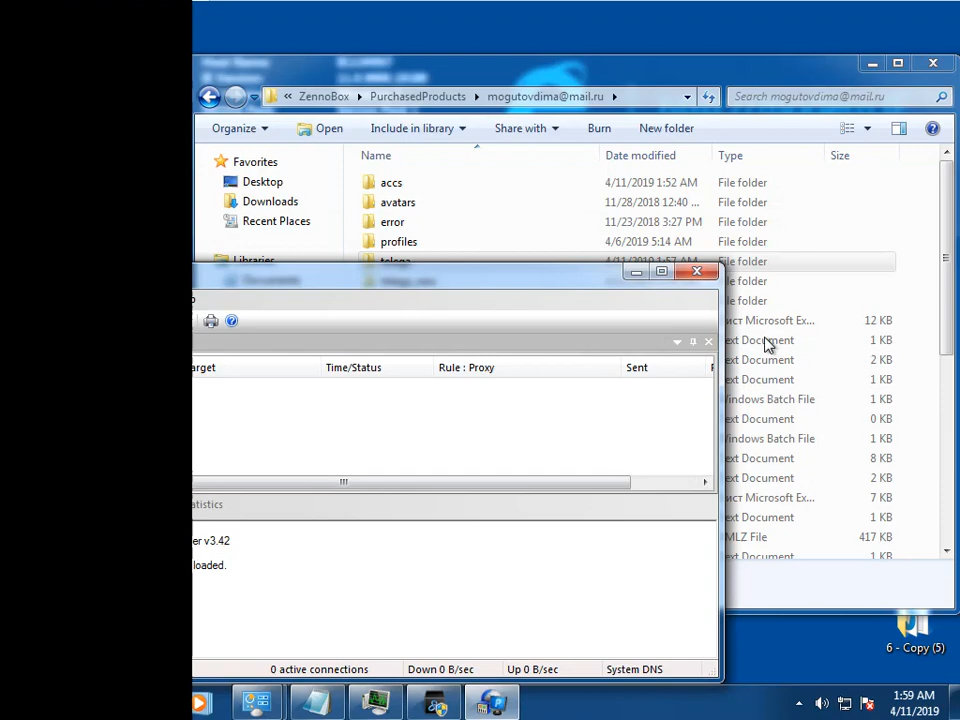 ZennoBox PurchasedProducts mogutovdima@mail.ru
Search mogutovdima@mail.ru
Organize Open Include in library Share with Burn New folder
Favorites
Desktop
Downloads
Recent Places
Libraries
Name Date modified Type Size
accs 4/11/2019 1:52 AM File folder
avatars 11/28/2018 12:40 ... File folder
error 11/23/2018 3:27 PM File folder
profiles 4/6/2019 5:14 AM File folder
telega 4/11/2019 1:57 AM File folder
le folder
le folder
ист Microsoft Ex... 12 KB
ext Document 1 KB
ext Document 2 KB
ext Document 1 KB
indows Batch File 1 KB
ext Document 0 KB
indows Batch File 1 KB
ext Document 8 KB
ext Document 2 KB
ист Microsoft Ex... 7 KB
ext Document 1 KB
MLZ File 417 KB
ext Document 1 KB
p
arget Time/Status Rule : Proxy Sent
atistics
er v3.42
loaded.
0 active connections Down 0 B/sec Up 0 B/sec System DNS
6 - Copy (5)
1:59 AM
4/11/2019